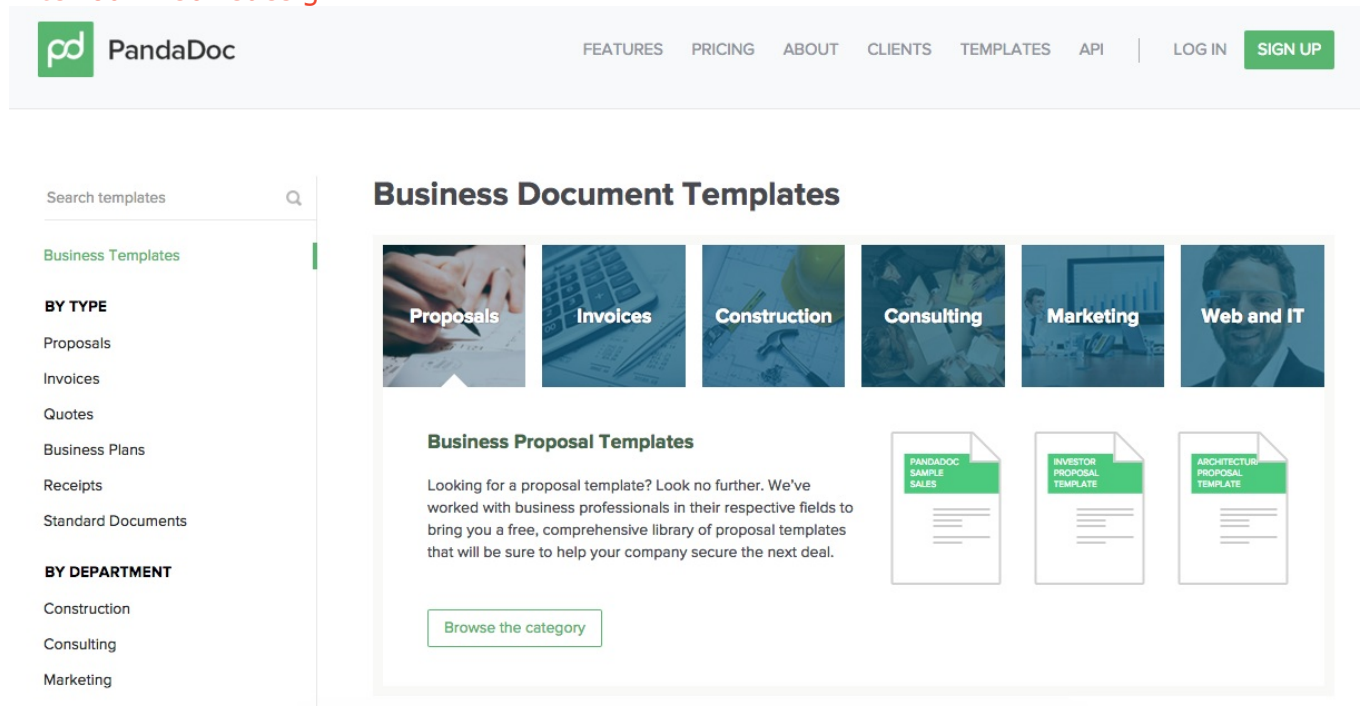 pd PandaDoc
FEATURES PRICING ABOUT CLIENTS TEMPLATES API LOG IN SIGN UP
Search templates
Business Templates
BY TYPE
Proposals
Invoices
Quotes
Business Plans
Receipts
Standard Documents
BY DEPARTMENT
Construction
Consulting
Marketing
Business Document Templates
Proposals
Invoices
Construction
Consulting
Marketing
Web and IT
Business Proposal Templates
Looking for a proposal template? Look no further. We've
worked with business professionals in their respective fields to
bring you a free, comprehensive library of proposal templates
that will be sure to help your company secure the next deal.
Browse the category
PANDADOC
SAMPLE
SALES
INVESTOR
PROPOSAL
TEMPLATE
PROPOSAL
TEMPLATE